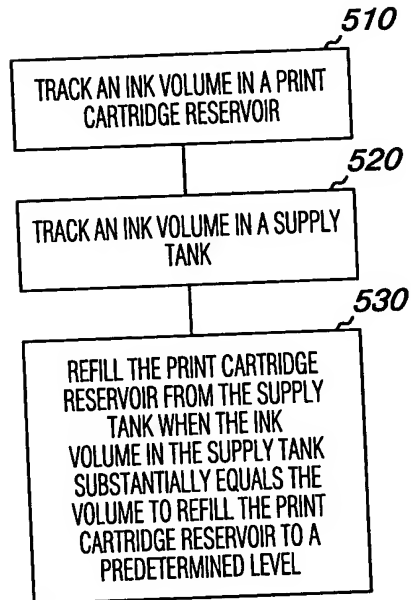 510
TRACK AN INK VOLUME IN A PRINT
CARTRIDGE RESERVOIR
520
TRACK AN INK VOLUME IN A SUPPLY
TANK
530
REFILL THE PRINT CARTRIDGE
RESERVOIR FROM THE SUPPLY
TANK WHEN THE INK
VOLUME IN THE SUPPLY TANK
SUBSTANTIALLY EQUALS THE
VOLUME TO REFILL THE PRINT
CARTRIDGE RESERVOIR TO A
PREDETERMINED LEVEL